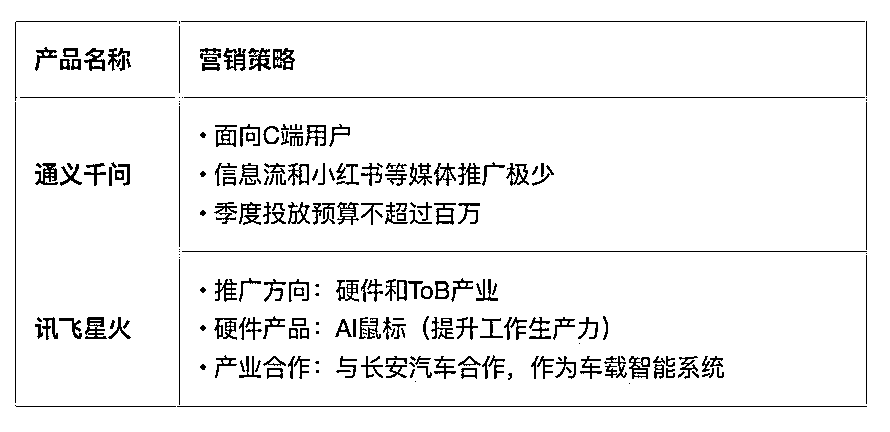 产品名称
营销策略
通义千问
• 面向C端用户
• 信息流和小红书等媒体推广极少
• 季度投放预算不超过百万
讯飞星火
• 推广方向：硬件和ToB产业
• 硬件产品：AI鼠标（提升工作生产力）
• 产业合作：与长安汽车合作，作为车载智能系统